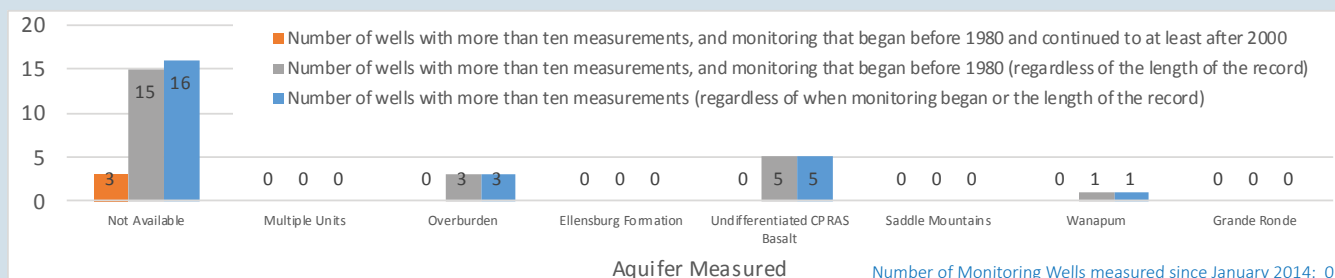 20
15
10
5
0
Number of wells with more than ten measurements, and monitoring that began before 1980 and continued to at least after 2000
Number of wells with more than ten measurements, and monitoring that began before 1980 (regardless of the length of the record)
Number of wells with more than ten measurements (regardless of when monitoring began or the length of the record)
3 15 16 0 0 0 0 3 3 0 0 0 0 5 5 0 0 0 0 1 1 0 0 0
Not Available Multiple Units Overburden Ellensburg Formation Undifferentiated CPRAS Saddle Mountains Wanapum Grande Ronde
Basalt
Aquifer Measured
Number of Monitoring Wells measured since January 2014: 0